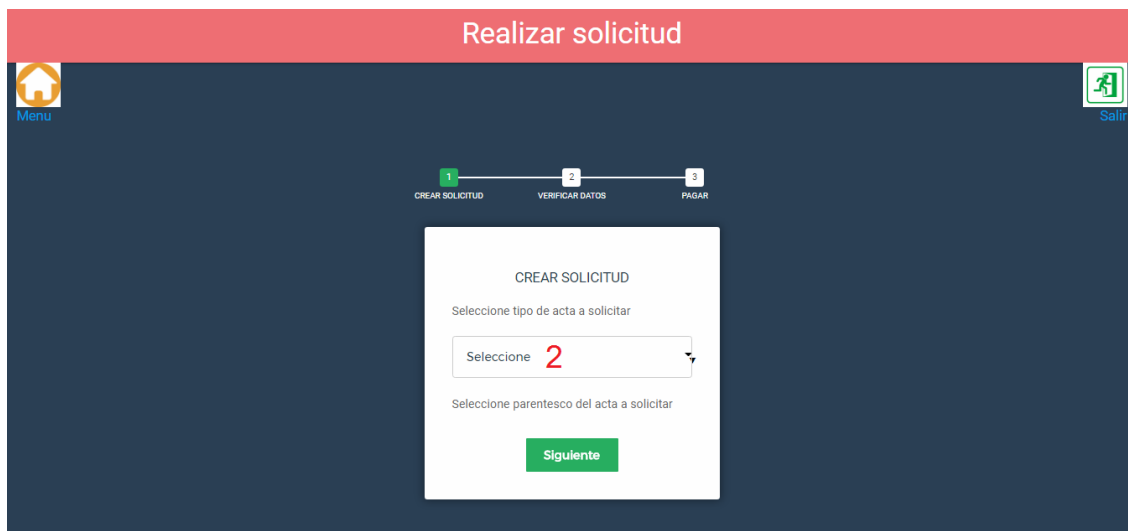 Realizar solicitud
Menu
Salir
1
2
3
CREAR SOLICITUD
VERIFICAR DATOS
PAGAR
CREAR SOLICITUD
Seleccione tipo de acta a solicitar
Seleccione 2
Seleccione parentesco del acta a solicitar
Siguiente